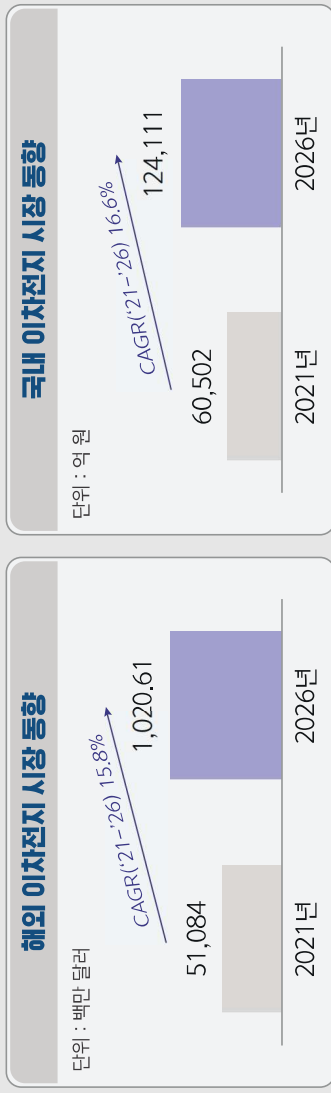 해외 이차전지 시장 동향
단위 : 백만 달러
CAGR('21-'26) 15.8%
51,084
1,020.61
2021년
2026년
국내 이차전지 시장 동향
단위 : 억 원
CAGR('21-'26) 16.6%
60,502
124,111
2021년
2026년